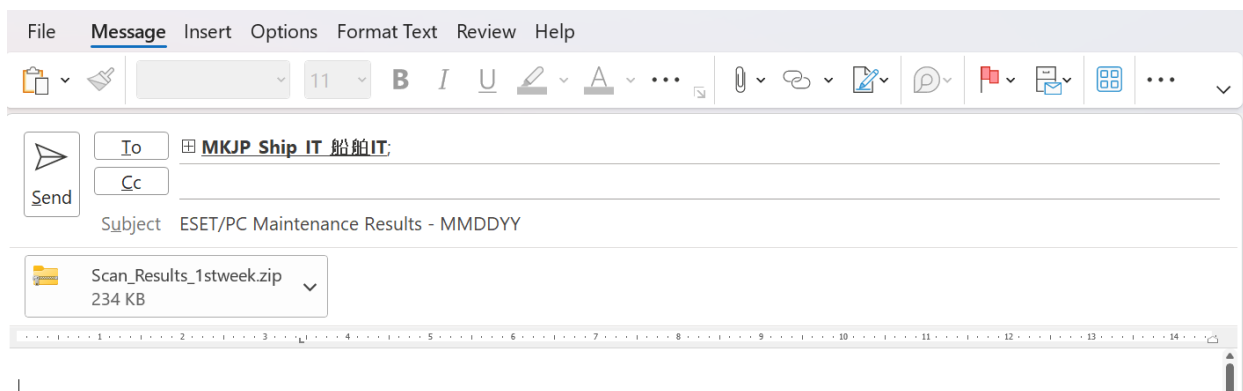 File Message Insert Options Format Text Review Help
11 B I U A
To MKJP Ship IT 船舶IT;
Cc
Send
Subject ESET/PC Maintenance Results - MMDDYY
Scan_Results_1stweek.zip
234 KB
1 2 3 4 5 6 7 8 9 10 11 12 13 14